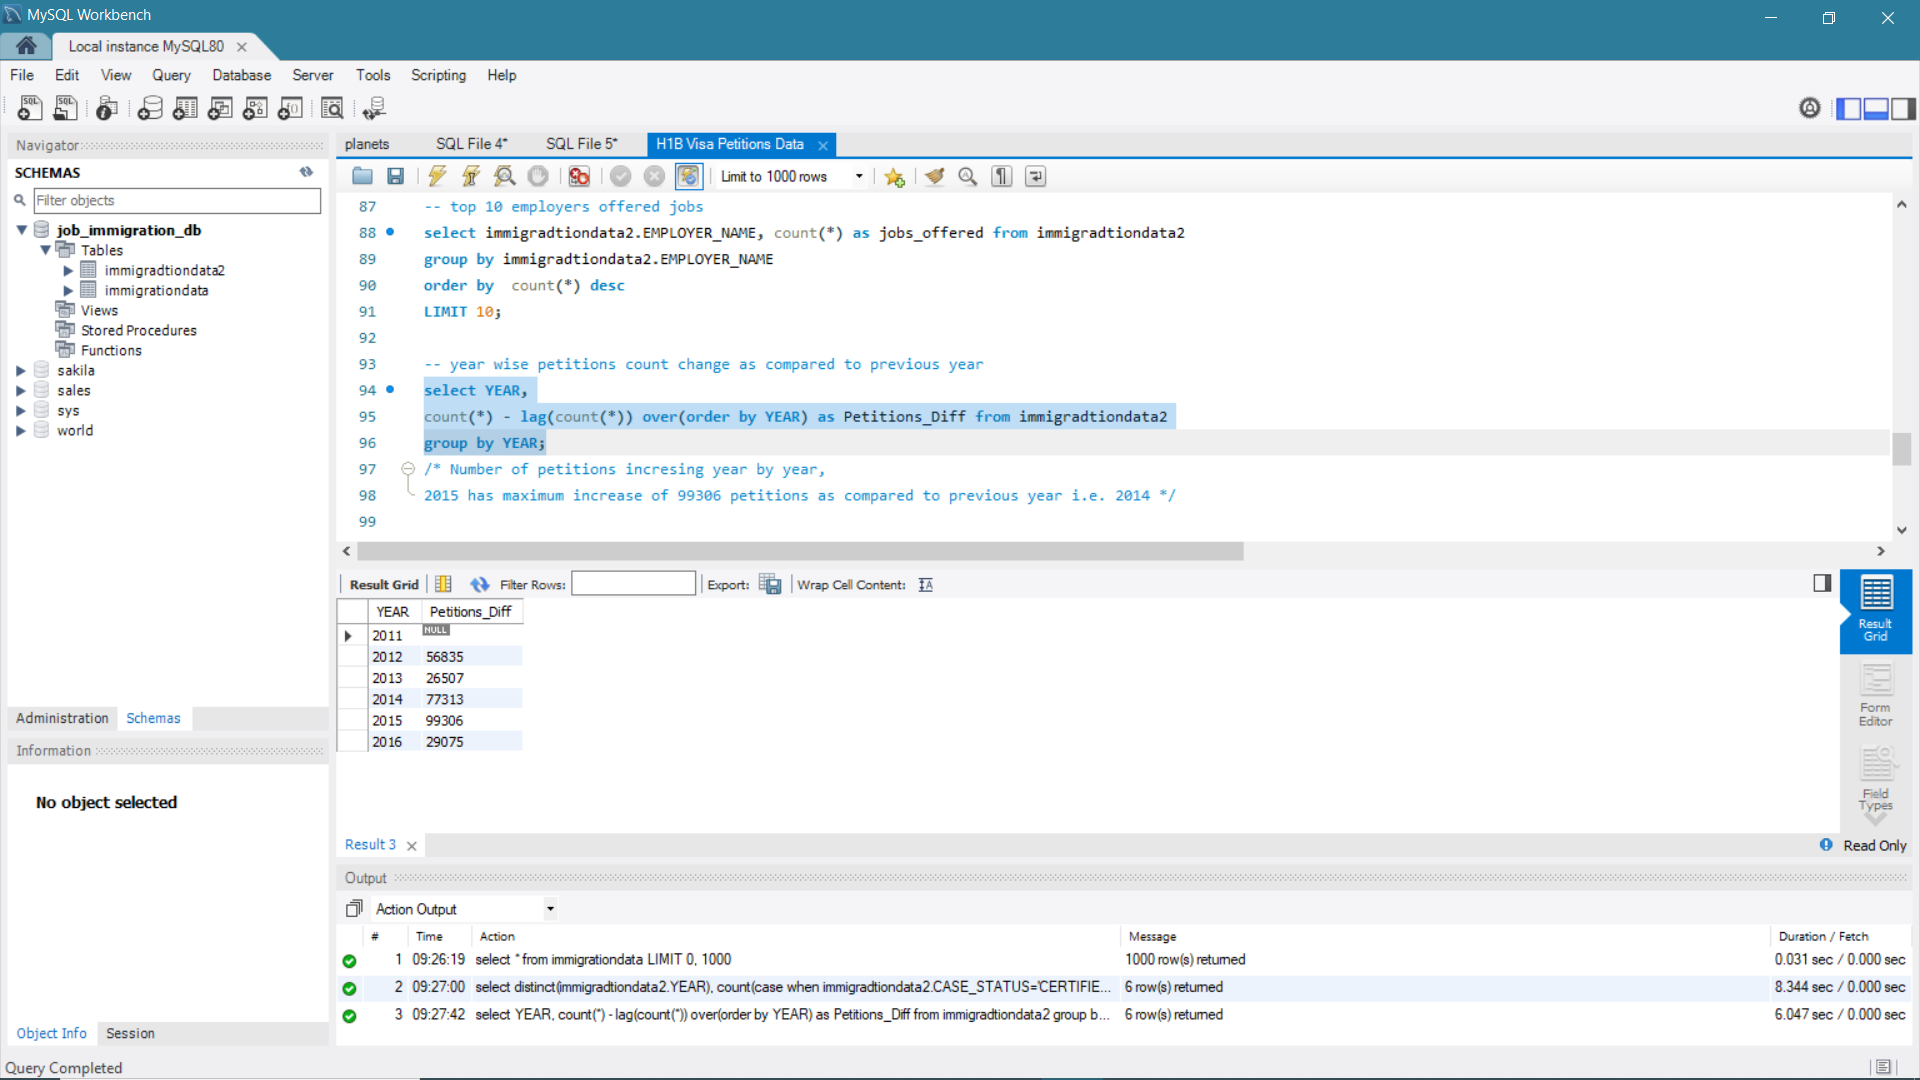 MySQL Workbench
Local instance MySQL80
File Edit View Query Database Server Tools Scripting Help
Navigator
SCHEMAS
Filter objects
job_immigration_db
Tables
immigradtiondata2
immigrationdata
Views
Stored Procedures
Functions
sakila
sales
sys
world
Administration Schemas
Information
No object selected
Object Info Session
Query Completed
planets SQL File 4* SQL File 5* H1B Visa Petitions Data
Limit to 1000 rows
87 -- top 10 employers offered jobs
88 select immigradtiondata2.EMPLOYER_NAME, count(*) as jobs_offered from immigradtiondata2
89 group by immigradtiondata2.EMPLOYER_NAME
90 order by  count(*) desc
91 LIMIT 10;
92
93 -- year wise petitions count change as compared to previous year
94 select YEAR,
95 count(*) - lag(count(*)) over(order by YEAR) as Petitions_Diff from immigradtiondata2
96 group by YEAR;
97 /* Number of petitions incresing year by year,
98 2015 has maximum increase of 99306 petitions as compared to previous year i.e. 2014 */
99
Result Grid Filter Rows: Export: Wrap Cell Content:
YEAR Petitions_Diff
2011 NULL
2012 56835
2013 26507
2014 77313
2015 99306
2016 29075
Result
Grid
Form
Editor
Field
Types
Result 3 Read Only
Output
Action Output
# Time Action Message Duration / Fetch
1 09:26:19 select * from immigrationdata LIMIT 0, 1000 1000 row(s) returned 0.031 sec / 0.000 sec
2 09:27:00 select distinct(immigradtiondata2.YEAR), count(case when immigradtiondata2.CASE_STATUS='CERTIFIE... 6 row(s) returned 8.344 sec / 0.000 sec
3 09:27:42 select YEAR, count(*) - lag(count(*)) over(order by YEAR) as Petitions_Diff from immigradtiondata2 group b... 6 row(s) returned 6.047 sec / 0.000 sec